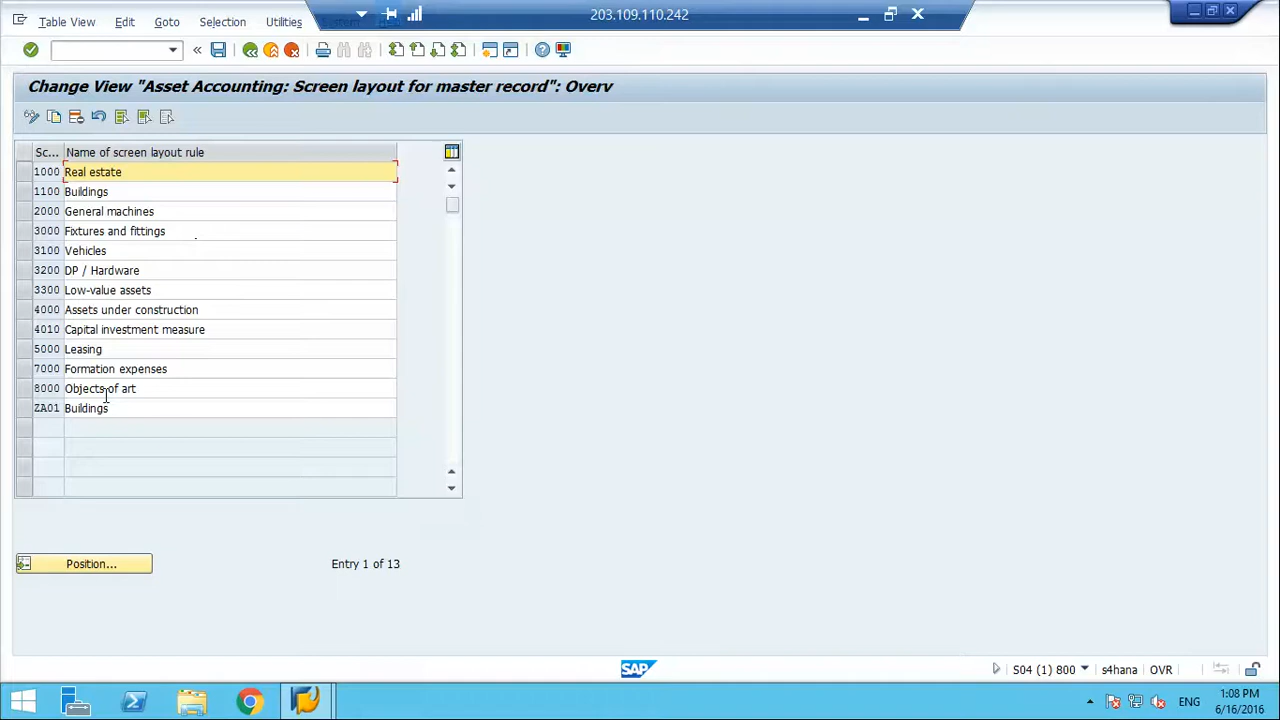 203.109.110.242
Table View Edit Goto Selection Utilities
Change View "Asset Accounting: Screen layout for master record": Overv
Sc... Name of screen layout rule
1000 Real estate
1100 Buildings
2000 General machines
3000 Fixtures and fittings
3100 Vehicles
3200 DP / Hardware
3300 Low-value assets
4000 Assets under construction
4010 Capital investment measure
5000 Leasing
7000 Formation expenses
8000 Objects of art
ZA01 Buildings
Position... Entry 1 of 13
SAP S04 (1) 800 s4hana OVR
ENG 1:08 PM
6/16/2016